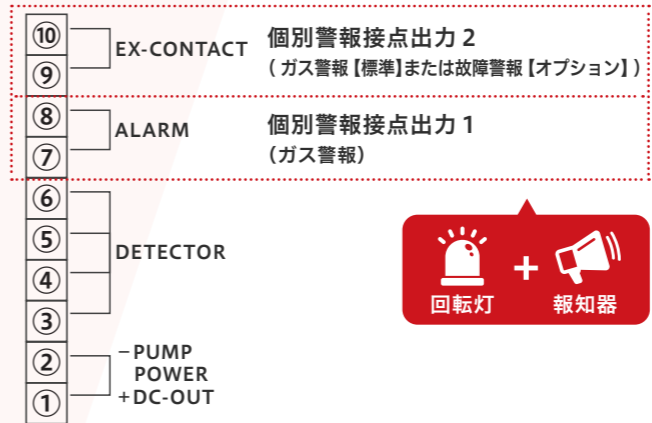 ⑩
⑨
EX-CONTACT
個別警報接点出力 2
(ガス警報【標準】または故障警報【オプション】)
⑧
⑦
ALARM
個別警報接点出力 1
(ガス警報)
⑥
⑤
④
③
DETECTOR
回転灯
+
報知器
②
①
−PUMP
POWER
+DC-OUT